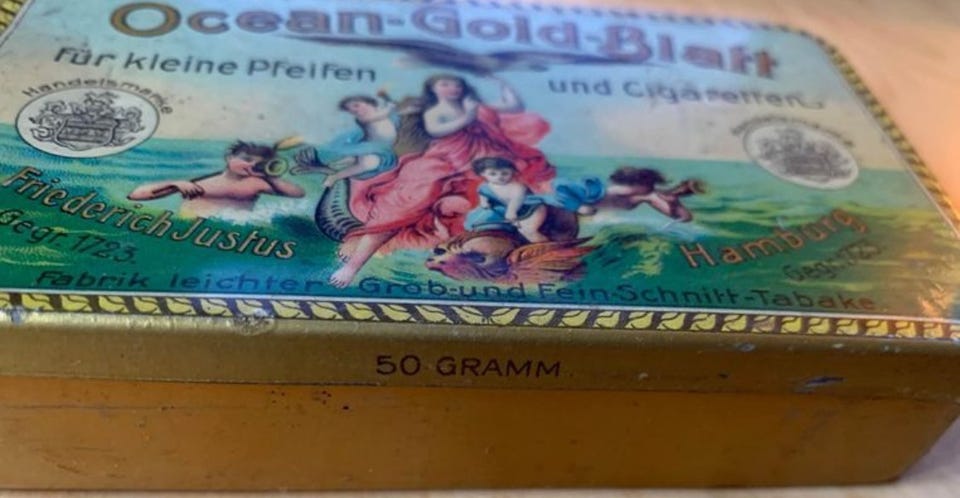 Ocean-Gold-Blatt
Für kleine Pfeifen
und Cigaretten
Handelsmarke
Friederich Justus
Gegr. 1723.
Hamburg
Gegr. 1723.
Fabrik leichter Grob-und Fein-Schnitt-Tabake
50 GRAMM